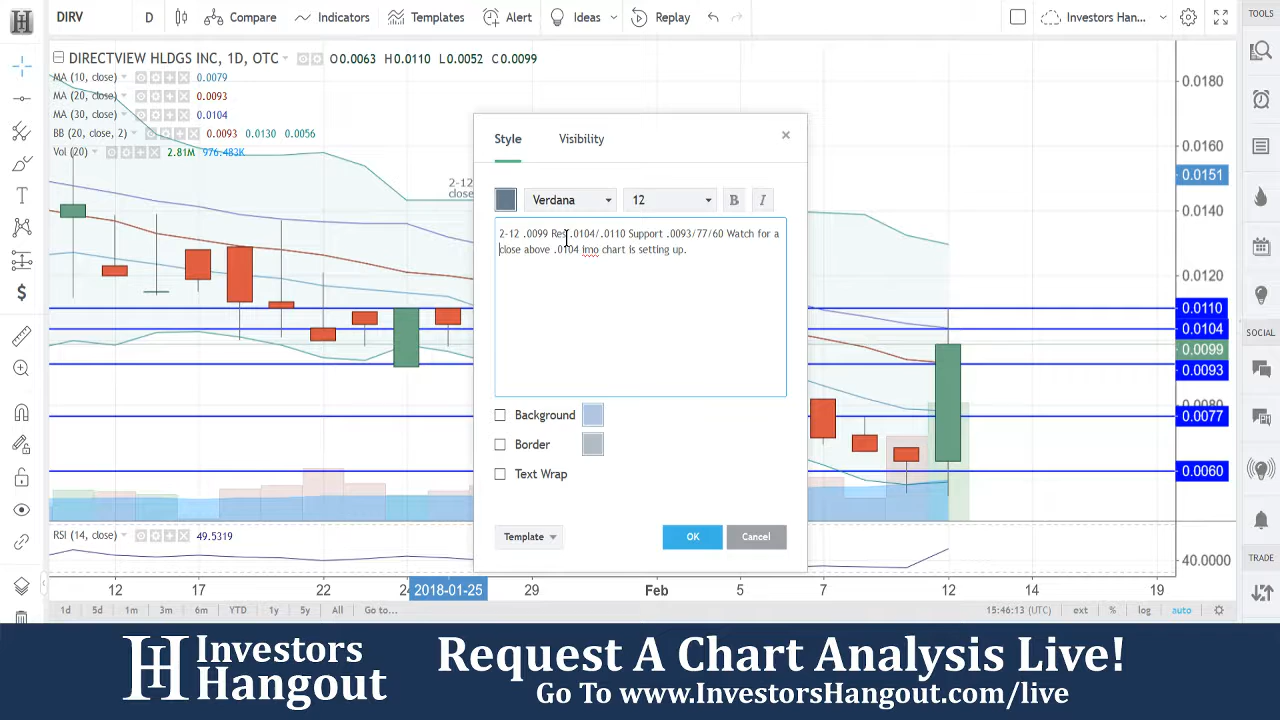 DIRV
D
Compare
Indicators
Templates
Alert
Ideas
Replay
Investors Han...
TOOLS
DIRECTVIEW HLDGS INC, 1D, OTC
O0.0063 H0.0110 L0.0052 C0.0099
MA (10, close) 0.0079
MA (20, close) 0.0093
MA (30, close) 0.0104
BB (20, close, 2) 0.0093 0.0130 0.0056
Vol (20) 2.81M 976.483K
2-12
close
Style
Visibility
×
Verdana
12
B
I
2-12 .0099 Res .0104/.0110 Support .0093/77/60 Watch for a
close above .0104 imo chart is setting up.
Background
Border
Text Wrap
Template
OK
Cancel
0.0180
0.0160
0.0151
0.0140
0.0120
0.0110
0.0104
0.0099
0.0093
0.0080
0.0077
0.0060
40.0000
SOCIAL
TRADE
RSI (14, close) 49.5319
12
17
22
24
2018-01-25
29
Feb
5
7
12
14
19
1d
5d
1m
3m
6m
YTD
1y
5y
All
Go to...
15:46:13 (UTC)
ext
%
log
auto
Investors
Hangout
Request A Chart Analysis Live!
Go To www.InvestorsHangout.com/live